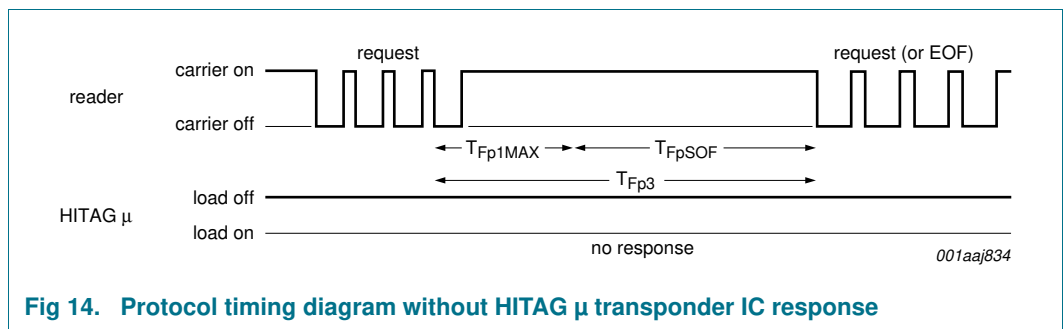 request
request (or EOF)
carrier on
reader
carrier off
TFp1MAX
TFpSOF
TFp3
load off
HITAG μ
load on
no response
001aaj834
Fig 14. Protocol timing diagram without HITAG μ transponder IC response